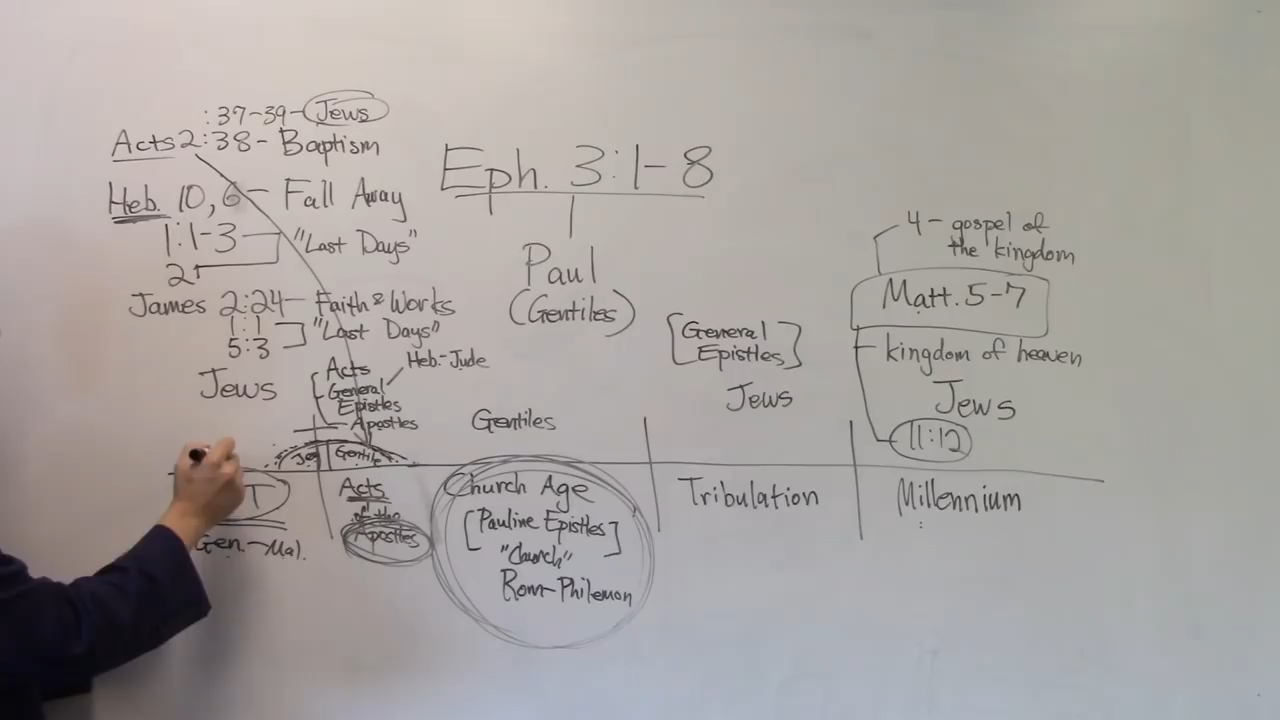 :37-39- Jews
Acts 2:38- Baptism
Heb. 10, 6- Fall Away
1:1-3 "Last Days"
2
James 2:24- Faith & Works
1:1 "Last Days"
5:3
Jews
Acts
General
Epistles
Apostles
Heb.-Jude
Eph. 3:1-8
Paul
(Gentiles)
Gentiles
[General
Epistles]
Jews
4- gospel of
the kingdom
Matt. 5-7
kingdom of heaven
Jews
11:12
Gentile
T
Gen.-Mal.
Acts
of the
Apostles
Church Age
[Pauline Epistles]
"Church"
Rom-Philemon
Tribulation
Millennium